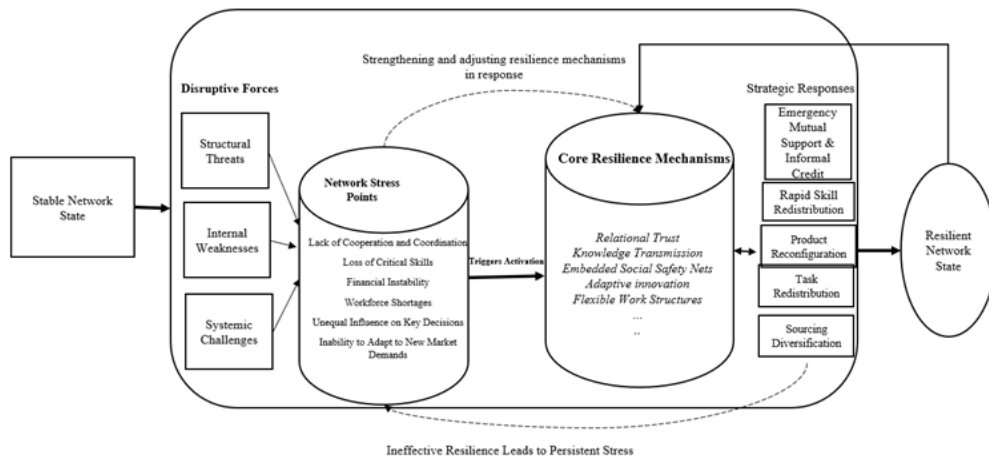 Strengthening and adjusting resilience mechanisms
in response
Disruptive Forces
Strategic Responses
Stable Network
State
Structural
Threats
Internal
Weaknesses
Systemic
Challenges
Network Stress
Points
Lack of Cooperation and Coordination
Loss of Critical Skills
Financial Instability
Workforce Shortages
Unequal Influence on Key Decisions
Inability to Adapt to New Market
Demands
Triggers Activation
Core Resilience Mechanisms
Relational Trust
Knowledge Transmission
Embedded Social Safety Nets
Adaptive innovation
Flexible Work Structures
...
..
Emergency
Mutual
Support &
Informal
Credit
Rapid Skill
Redistribution
Product
Reconfiguration
Task
Redistribution
Sourcing
Diversification
Resilient
Network
State
Ineffective Resilience Leads to Persistent Stress